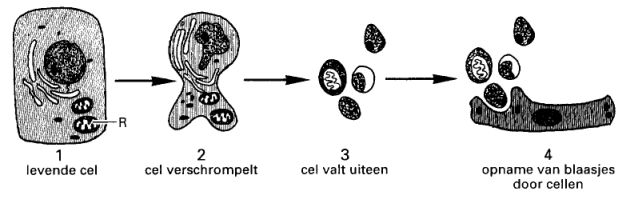 R
1
levende cel
2
cel verschrompelt
3
cel valt uiteen
4
opname van blaasjes
door cellen